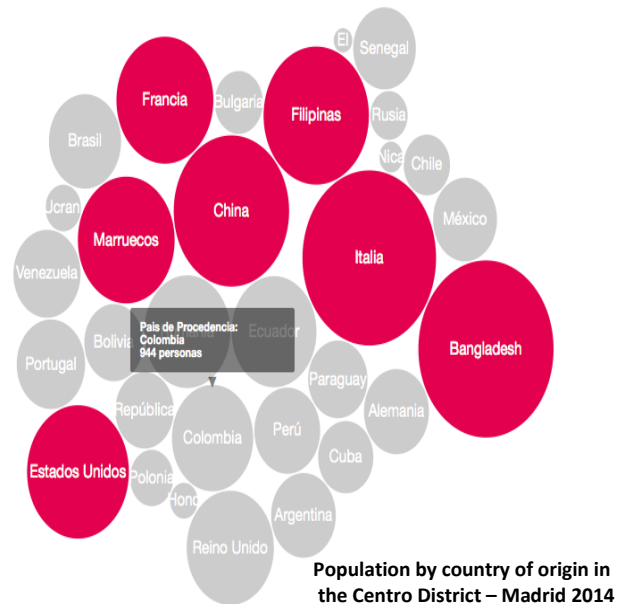 El
Senegal
Francia
Bulgaria
Filipinas
Rusia
Brasil
Nica
Chile
Ucran
China
México
Marruecos
Italia
Venezuela
País de Procedencia:
Colombia
944 personas
Ecuador
Bolivia
Bangladesh
Portugal
Paraguay
República
Alemania
Colombia
Perú
Cuba
Estados Unidos
Polonia
Hond
Argentina
Reino Unido
Population by country of origin in
the Centro District – Madrid 2014